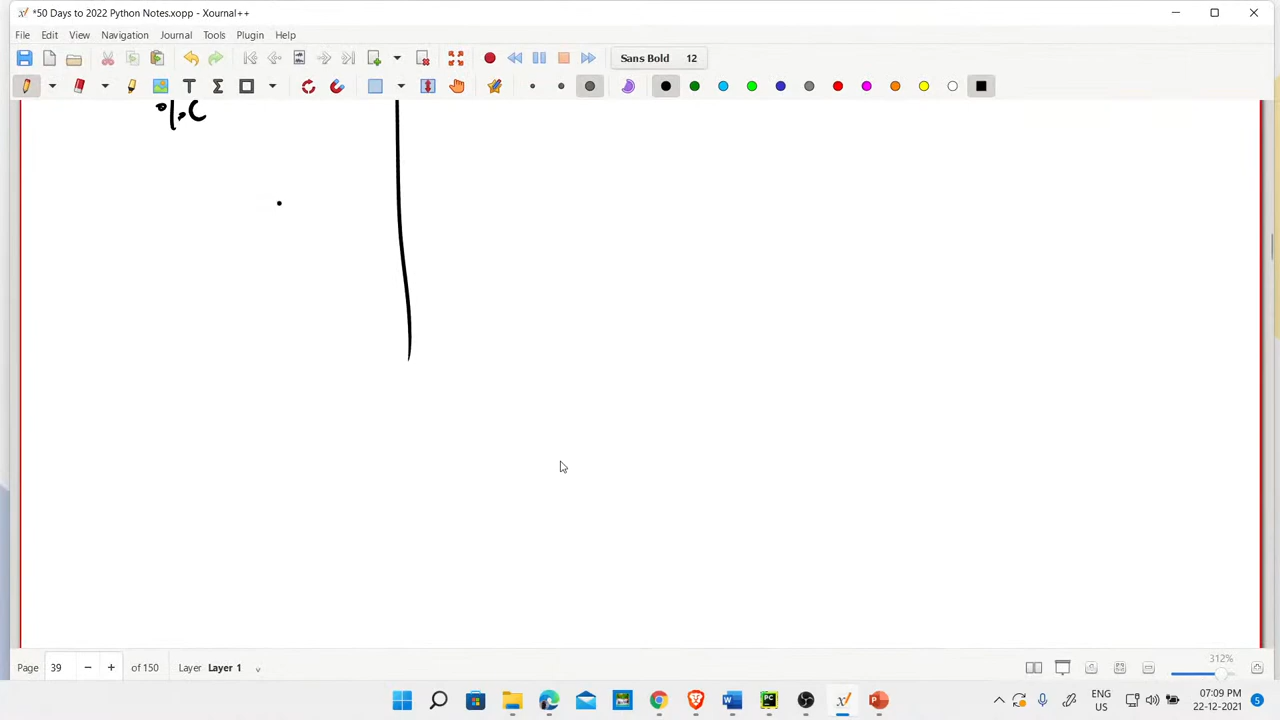 *50 Days to 2022 Python Notes.xopp - Xournal++
File Edit View Navigation Journal Tools Plugin Help
Sans Bold 12
%.C
Page 39 of 150 Layer Layer 1 312%
ENG
US
07:09 PM
22-12-2021
5